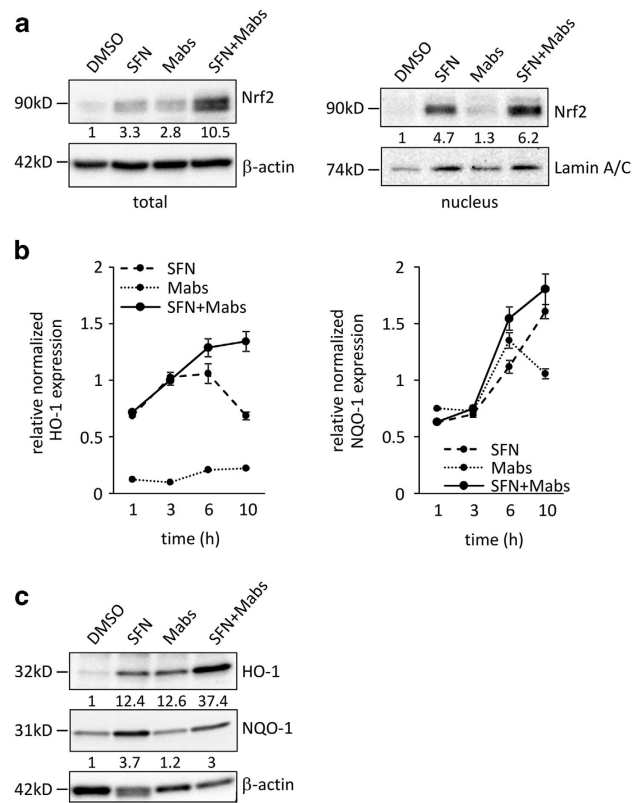 a
DMSO SFN Mabs SFN+Mabs
90kD Nrf2
1 3.3 2.8 10.5
42kD β-actin
total
DMSO SFN Mabs SFN+Mabs
90kD Nrf2
1 4.7 1.3 6.2
74kD Lamin A/C
nucleus
b
relative normalized
HO-1 expression
2
1.5
1
0.5
0
SFN
Mabs
SFN+Mabs
1 3 6 10
time (h)
relative normalized
NQO-1 expression
2
1.5
1
0.5
0
SFN
Mabs
SFN+Mabs
1 3 6 10
time (h)
c
DMSO SFN Mabs SFN+Mabs
32kD HO-1
1 12.4 12.6 37.4
31kD NQO-1
1 3.7 1.2 3
42kD β-actin